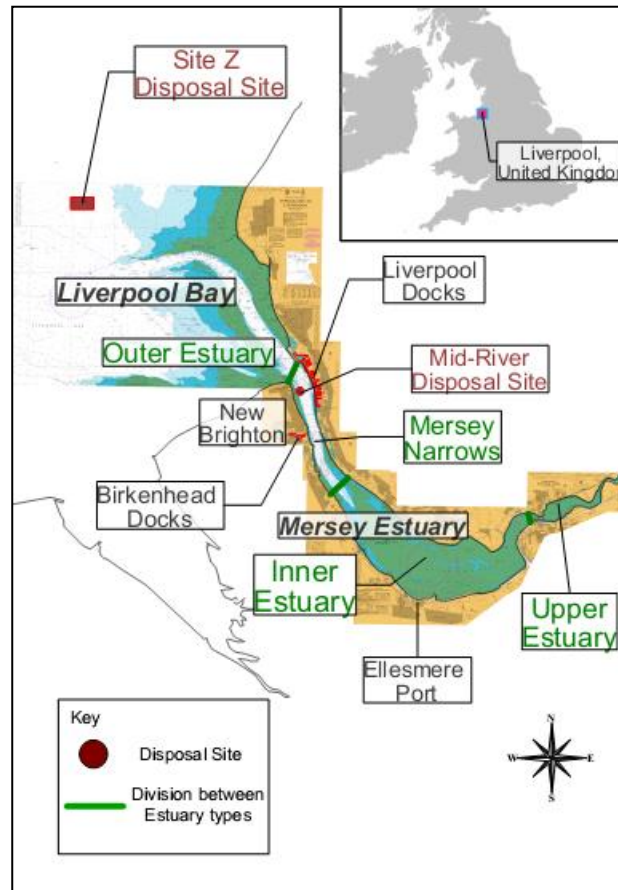 Site Z
Disposal Site
Liverpool,
United Kingdom
Liverpool Bay
Liverpool
Docks
Outer Estuary
Mid-River
Disposal Site
New
Brighton
Mersey
Narrows
Birkenhead
Docks
Mersey Estuary
Inner
Estuary
Upper
Estuary
Ellesmere
Port
Key
Disposal Site
Division between
Estuary types
N
W
E
S